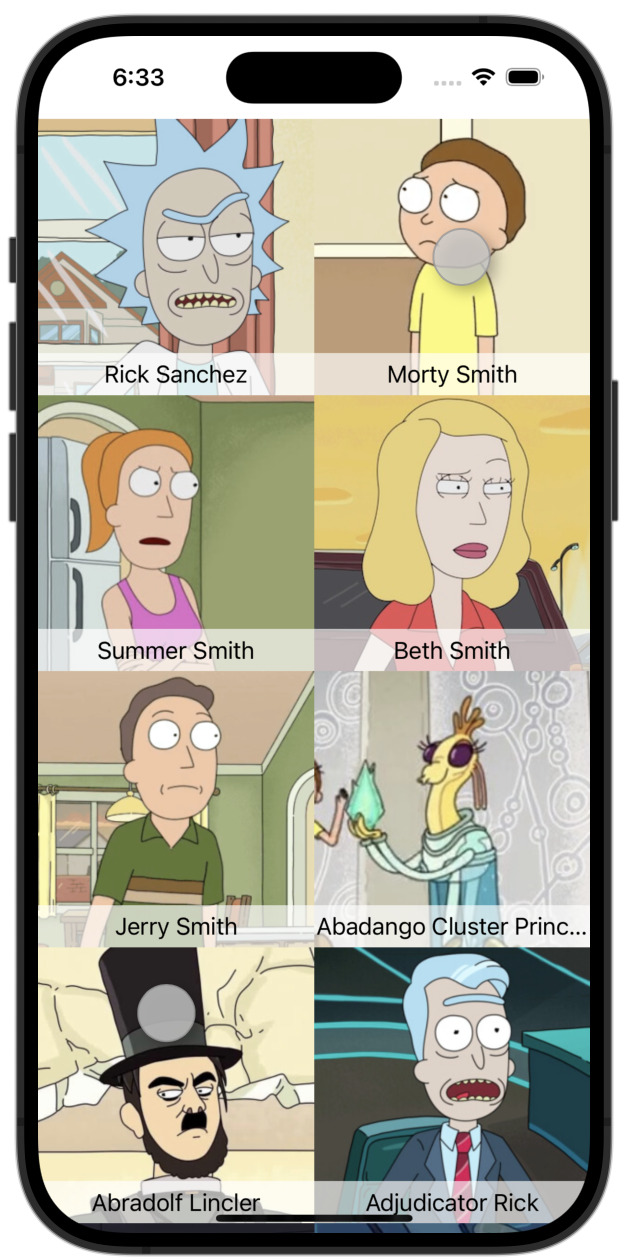 6:33
Rick Sanchez
Morty Smith
Summer Smith
Beth Smith
Jerry Smith
Abadango Cluster Princ...
Abradolf Lincler
Adjudicator Rick